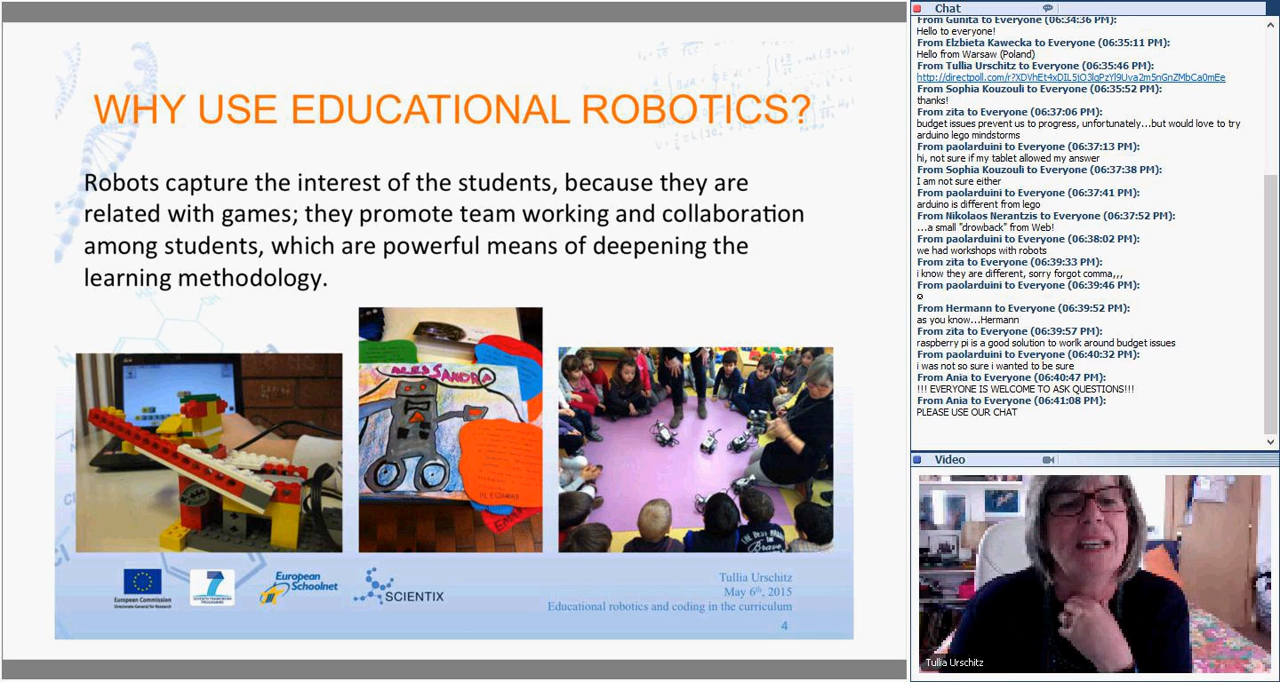 WHY USE EDUCATIONAL ROBOTICS?
Robots capture the interest of the students, because they are
related with games; they promote team working and collaboration
among students, which are powerful means of deepening the
learning methodology.
ALESSANDRA
European Commission
European
Schoolnet
SCIENTIX
Tullia Urschitz
May 6th, 2015
Educational robotics and coding in the curriculum
4
Chat
From Gunita to Everyone (06:34:36 PM):
Hello to everyone!
From Elzbieta Kawecka to Everyone (06:35:11 PM):
Hello from Warsaw (Poland)
From Tullia Urschitz to Everyone (06:35:46 PM):
From Sophia Kouzouli to Everyone (06:35:52 PM):
thanks!
From zita to Everyone (06:37:06 PM):
budget issues prevent us to progress, unfortunately...but would love to try
arduino lego mindstorms
From paolarduini to Everyone (06:37:13 PM):
hi, not sure if my tablet allowed my answer
From Sophia Kouzouli to Everyone (06:37:38 PM):
I am not sure either
From paolarduini to Everyone (06:37:41 PM):
arduino is different from lego
From Nikolaos Nerantzis to Everyone (06:37:52 PM):
...a small "drowback" from Web!
From paolarduini to Everyone (06:38:02 PM):
we had workshops with robots
From zita to Everyone (06:39:33 PM):
i know they are different, sorry forgot comma,,,
From paolarduini to Everyone (06:39:46 PM):
From Hermann to Everyone (06:39:52 PM):
as you know...Hermann
From zita to Everyone (06:39:57 PM):
raspberry pi is a good solution to worlk around budget issues
From paolarduini to Everyone (06:40:32 PM):
i was not so sure i wanted to be sure
From Ania to Everyone (06:40:47 PM):
!!! EVERYONE IS WELCOME TO ASK QUESTIONS!!!
From Ania to Everyone (06:41:08 PM):
PLEASE USE OUR CHAT
Video
Tullia Urschitz